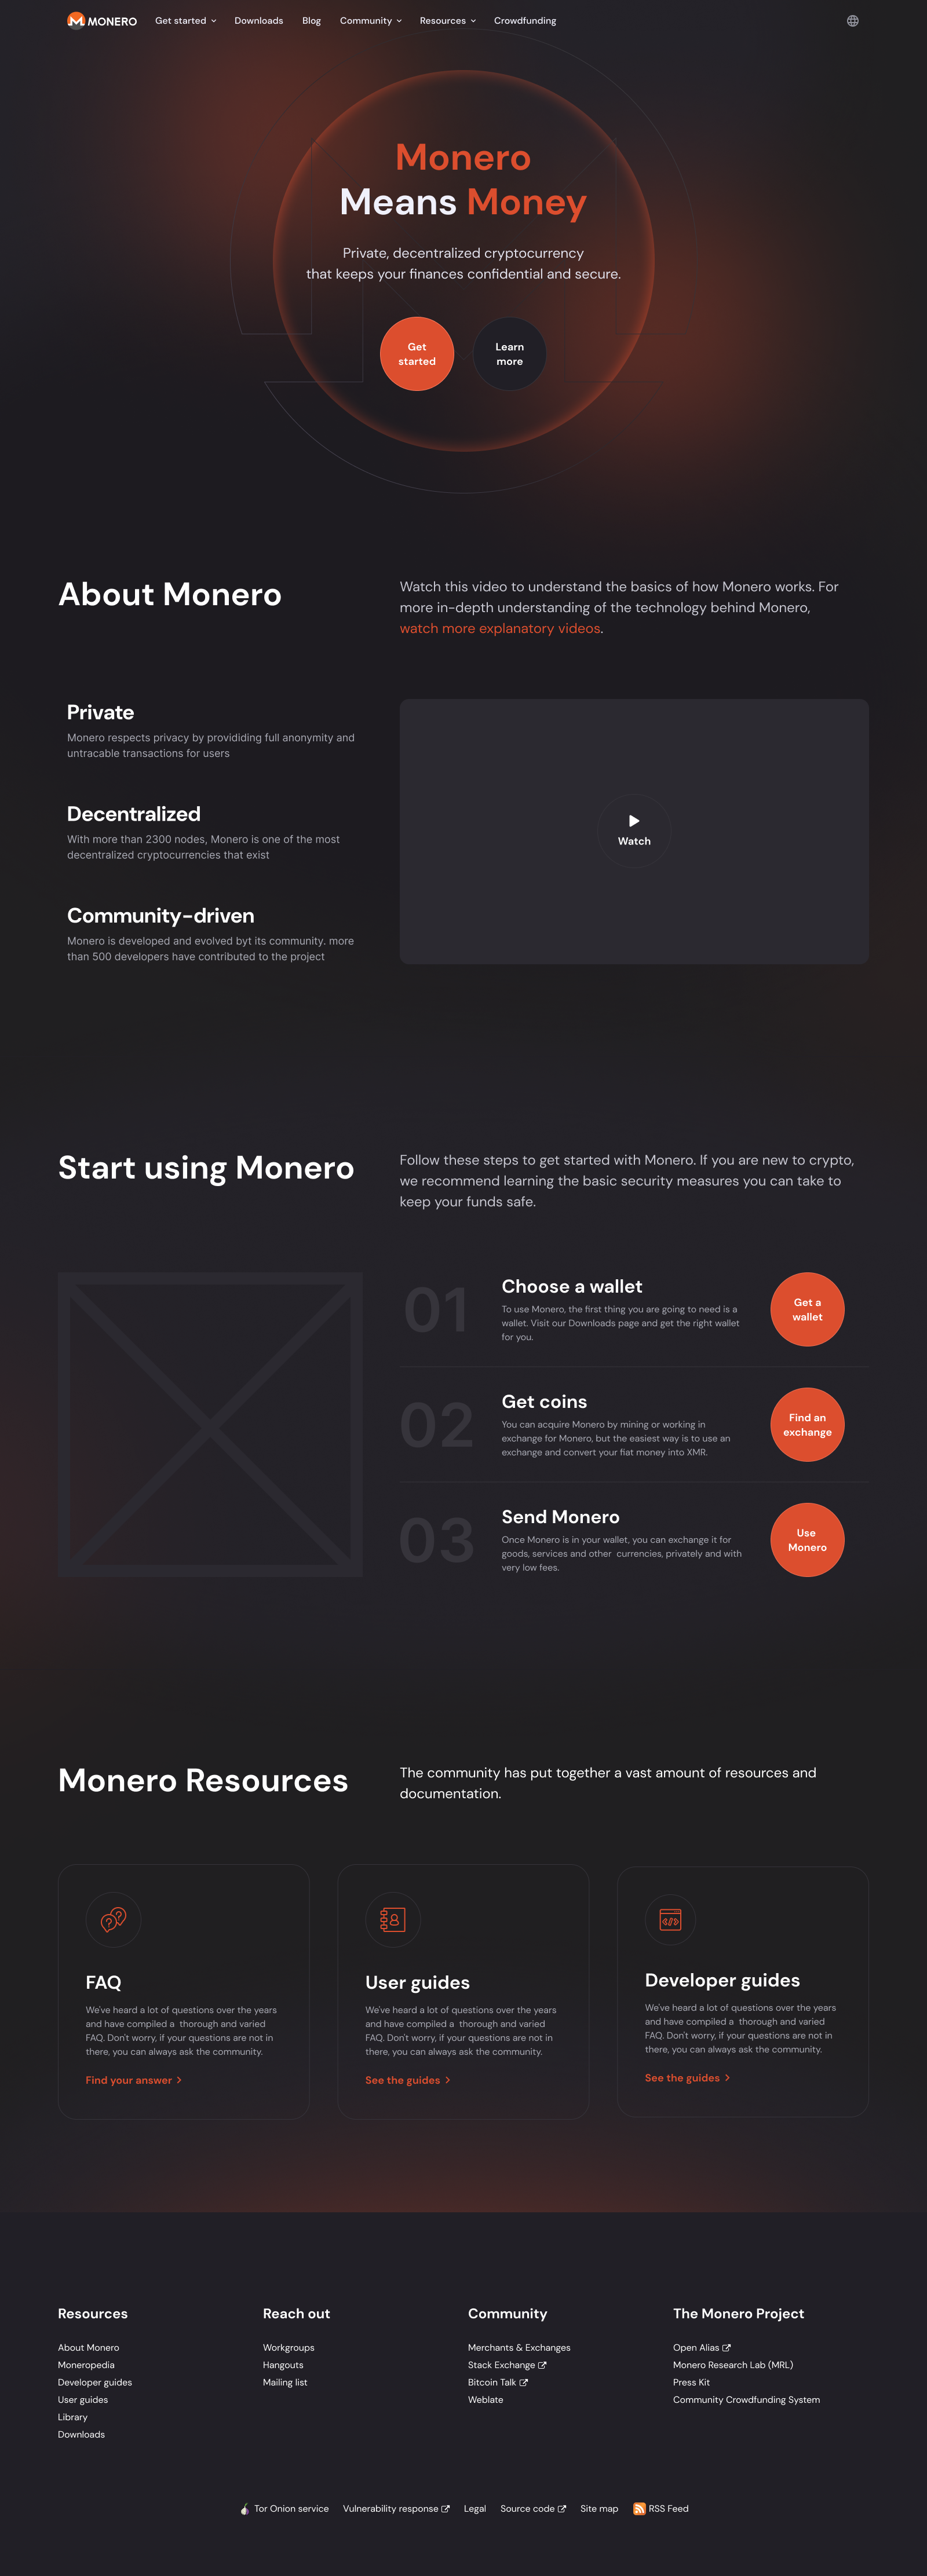 MONERO
Get started
Downloads
Blog
Community
Resources
Crowdfunding
Monero
Means Money
Private, decentralized cryptocurrency
that keeps your finances confidential and secure.
Get
started
Learn
more
About Monero
Watch this video to understand the basics of how Monero works. For
more in-depth understanding of the technology behind Monero,
watch more explanatory videos.
Private
Monero respects privacy by provididing full anonymity and
untracable transactions for users
Decentralized
With more than 2300 nodes, Monero is one of the most
decentralized cryptocurrencies that exist
Community-driven
Monero is developed and evolved byt its community. more
than 500 developers have contributed to the project
Watch
Start using Monero
Follow these steps to get started with Monero. If you are new to crypto,
we recommend learning the basic security measures you can take to
keep your funds safe.
01
Choose a wallet
To use Monero, the first thing you are going to need is a
wallet. Visit our Downloads page and get the right wallet
for you.
Get a
wallet
02
Get coins
You can acquire Monero by mining or working in
exchange for Monero, but the easiest way is to use an
exchange and convert your fiat money into XMR.
Find an
exchange
03
Send Monero
Once Monero is in your wallet, you can exchange it for
goods, services and other currencies, privately and with
very low fees.
Use
Monero
Monero Resources
The community has put together a vast amount of resources and
documentation.
FAQ
We've heard a lot of questions over the years
and have compiled a thorough and varied
FAQ. Don't worry, if your questions are not in
there, you can always ask the community.
Find your answer
User guides
We've heard a lot of questions over the years
and have compiled a thorough and varied
FAQ. Don't worry, if your questions are not in
there, you can always ask the community.
See the guides
Developer guides
We've heard a lot of questions over the years
and have compiled a thorough and varied
FAQ. Don't worry, if your questions are not in
there, you can always ask the community.
See the guides
Resources
About Monero
Moneropedia
Developer guides
User guides
Library
Downloads
Reach out
Workgroups
Hangouts
Mailing list
Community
Merchants & Exchanges
Stack Exchange
Bitcoin Talk
Weblate
The Monero Project
Open Alias
Monero Research Lab (MRL)
Press Kit
Community Crowdfunding System
Tor Onion service
Vulnerability response
Legal
Source code
Site map
RSS Feed